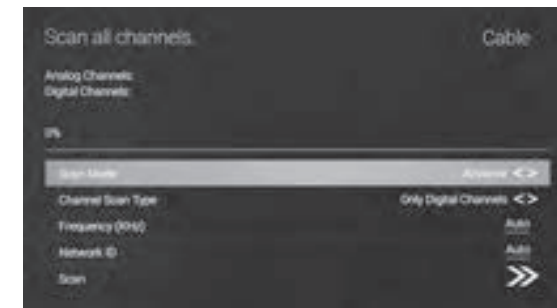 Scan all channels. Cable
Analog Channels:
Digital Channels:
0%
Scan Mode Advance <>
Channel Scan Type Only Digital Channels <>
Frequency (KHz) Auto
Network ID Auto
Scan